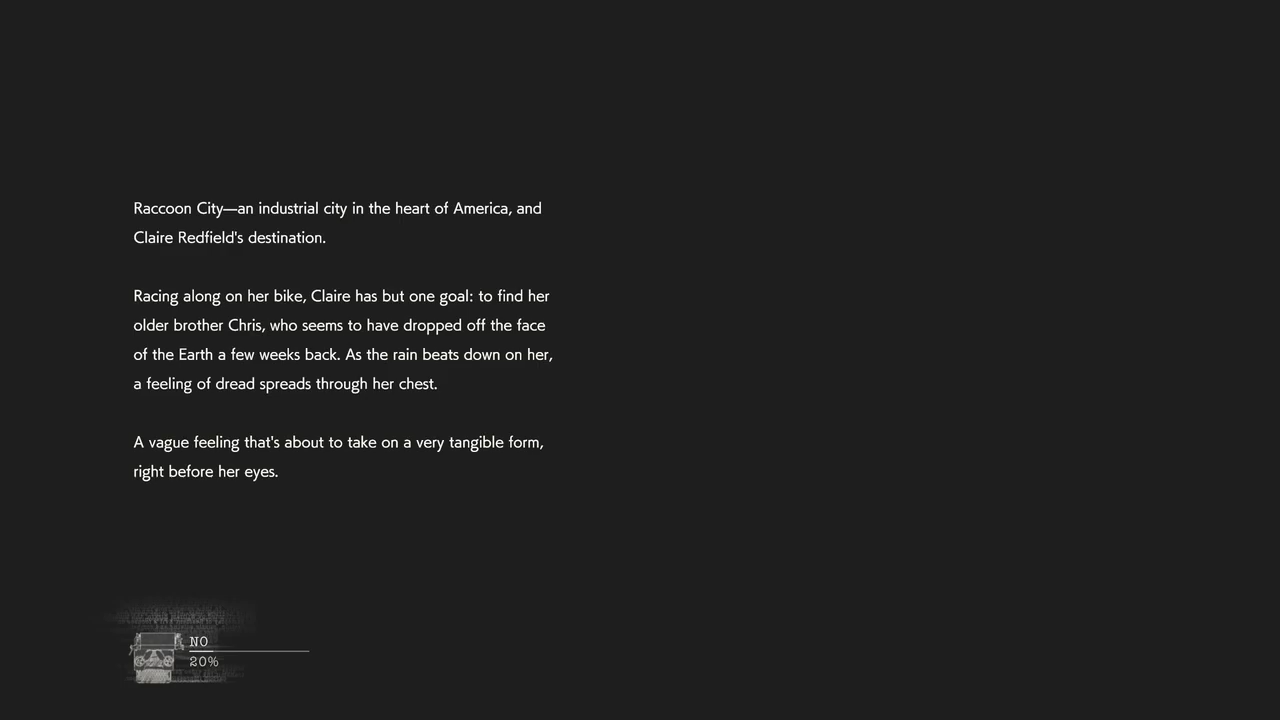 Raccoon City—an industrial city in the heart of America, and
Claire Redfield's destination.
Racing along on her bike, Claire has but one goal: to find her
older brother Chris, who seems to have dropped off the face
of the Earth a few weeks back. As the rain beats down on her,
a feeling of dread spreads through her chest.
A vague feeling that's about to take on a very tangible form,
right before her eyes.
NO
20%